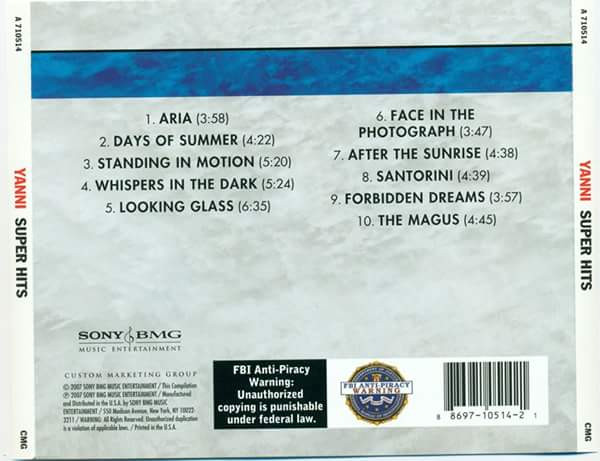 A 710514
YANNI SUPER HITS
CMG
1. ARIA (3:58)
2. DAYS OF SUMMER (4:22)
3. STANDING IN MOTION (5:20)
4. WHISPERS IN THE DARK (5:24)
5. LOOKING GLASS (6:35)
6. FACE IN THE
PHOTOGRAPH (3:47)
7. AFTER THE SUNRISE (4:38)
8. SANTORINI (4:39)
9. FORBIDDEN DREAMS (3:57)
10. THE MAGUS (4:45)
SONY BMG
MUSIC ENTERTAINMENT
CUSTOM MARKETING GROUP
© 2007 SONY BMG MUSIC ENTERTAINMENT / This Compilation
℗ 2007 SONY BMG MUSIC ENTERTAINMENT / Manufactured
and Distributed in the U.S.A. by SONY BMG MUSIC
ENTERTAINMENT / 550 Madison Avenue, New York, NY 10022-
3211 / WARNING: All Rights Reserved. Unauthorized duplication
is a violation of applicable laws. / Printed in the U.S.A.
FBI Anti-Piracy
Warning:
Unauthorized
copying is punishable
under federal law.
FBI ANTI-PIRACY
WARNING
8 8697-10514-2 1
A 710514
YANNI SUPER HITS
CMG